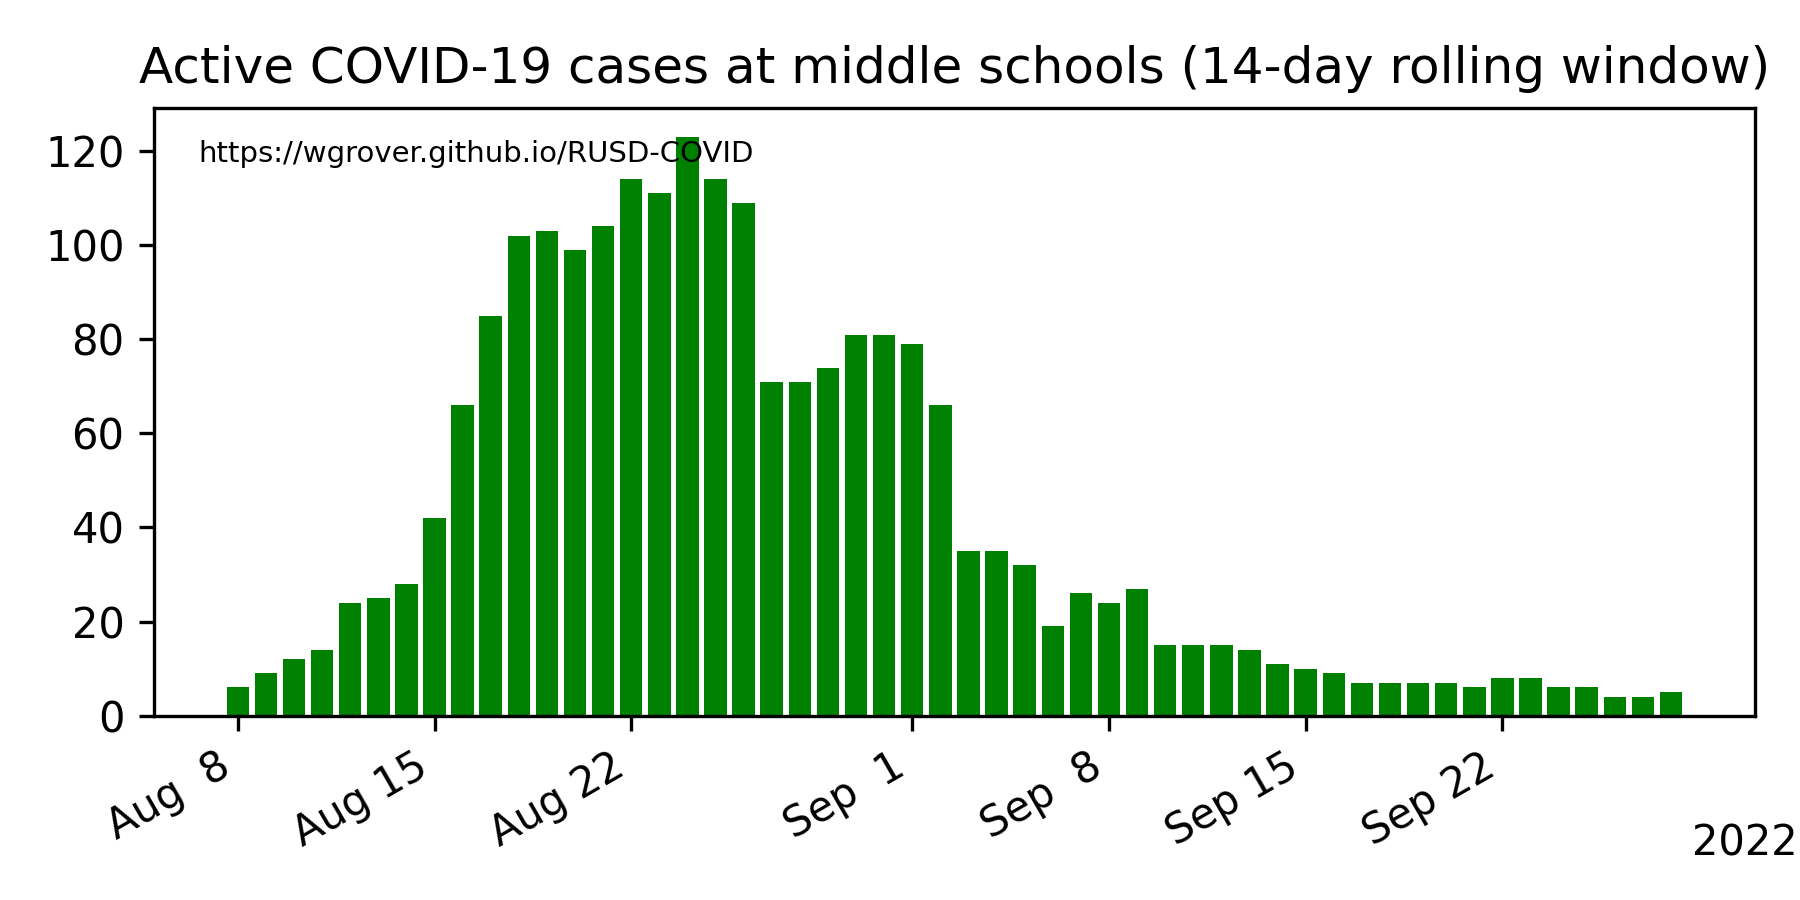 Active COVID-19 cases at middle schools (14-day rolling window)
https://wgrover.github.io/RUSD-COVID
120
100
80
60
40
20
0
Aug 8
Aug 15
Aug 22
Sep 1
Sep 8
Sep 15
Sep 22
2022